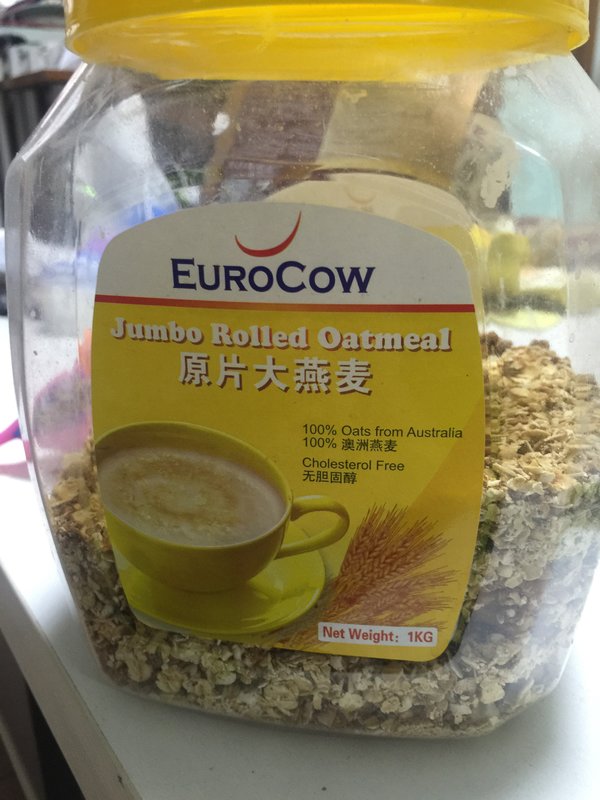 EUROCOW
Jumbo Rolled Oatmeal
原片大燕麦
100% Oats from Australia
100% 澳洲燕麦
Cholesterol Free
无胆固醇
Net Weight: 1KG